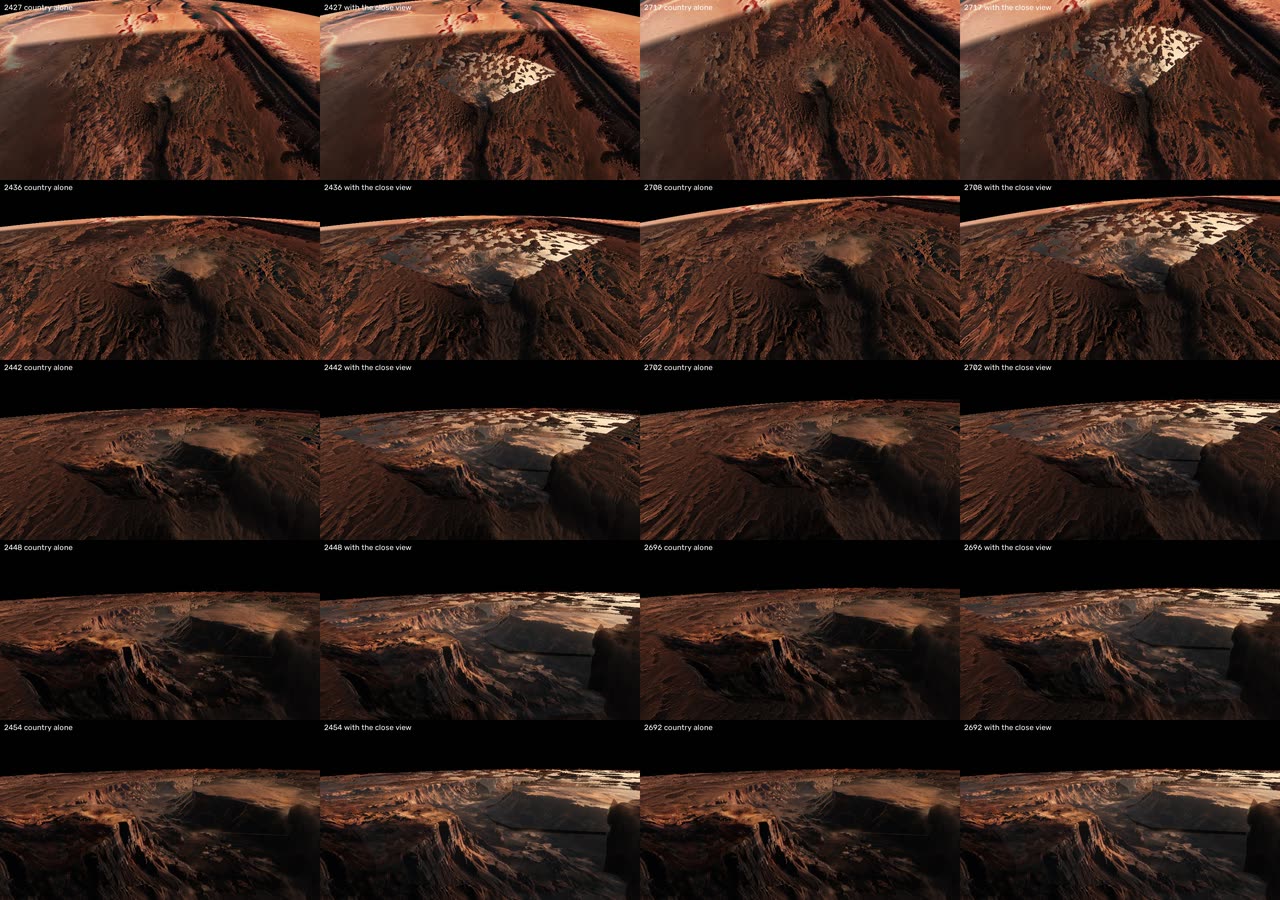 2427 country alone
2427 with the close view
2717 country alone
2717 with the close view
2436 country alone
2436 with the close view
2708 country alone
2708 with the close view
2442 country alone
2442 with the close view
2702 country alone
2702 with the close view
2448 country alone
2448 with the close view
2696 country alone
2696 with the close view
2454 country alone
2454 with the close view
2692 country alone
2692 with the close view